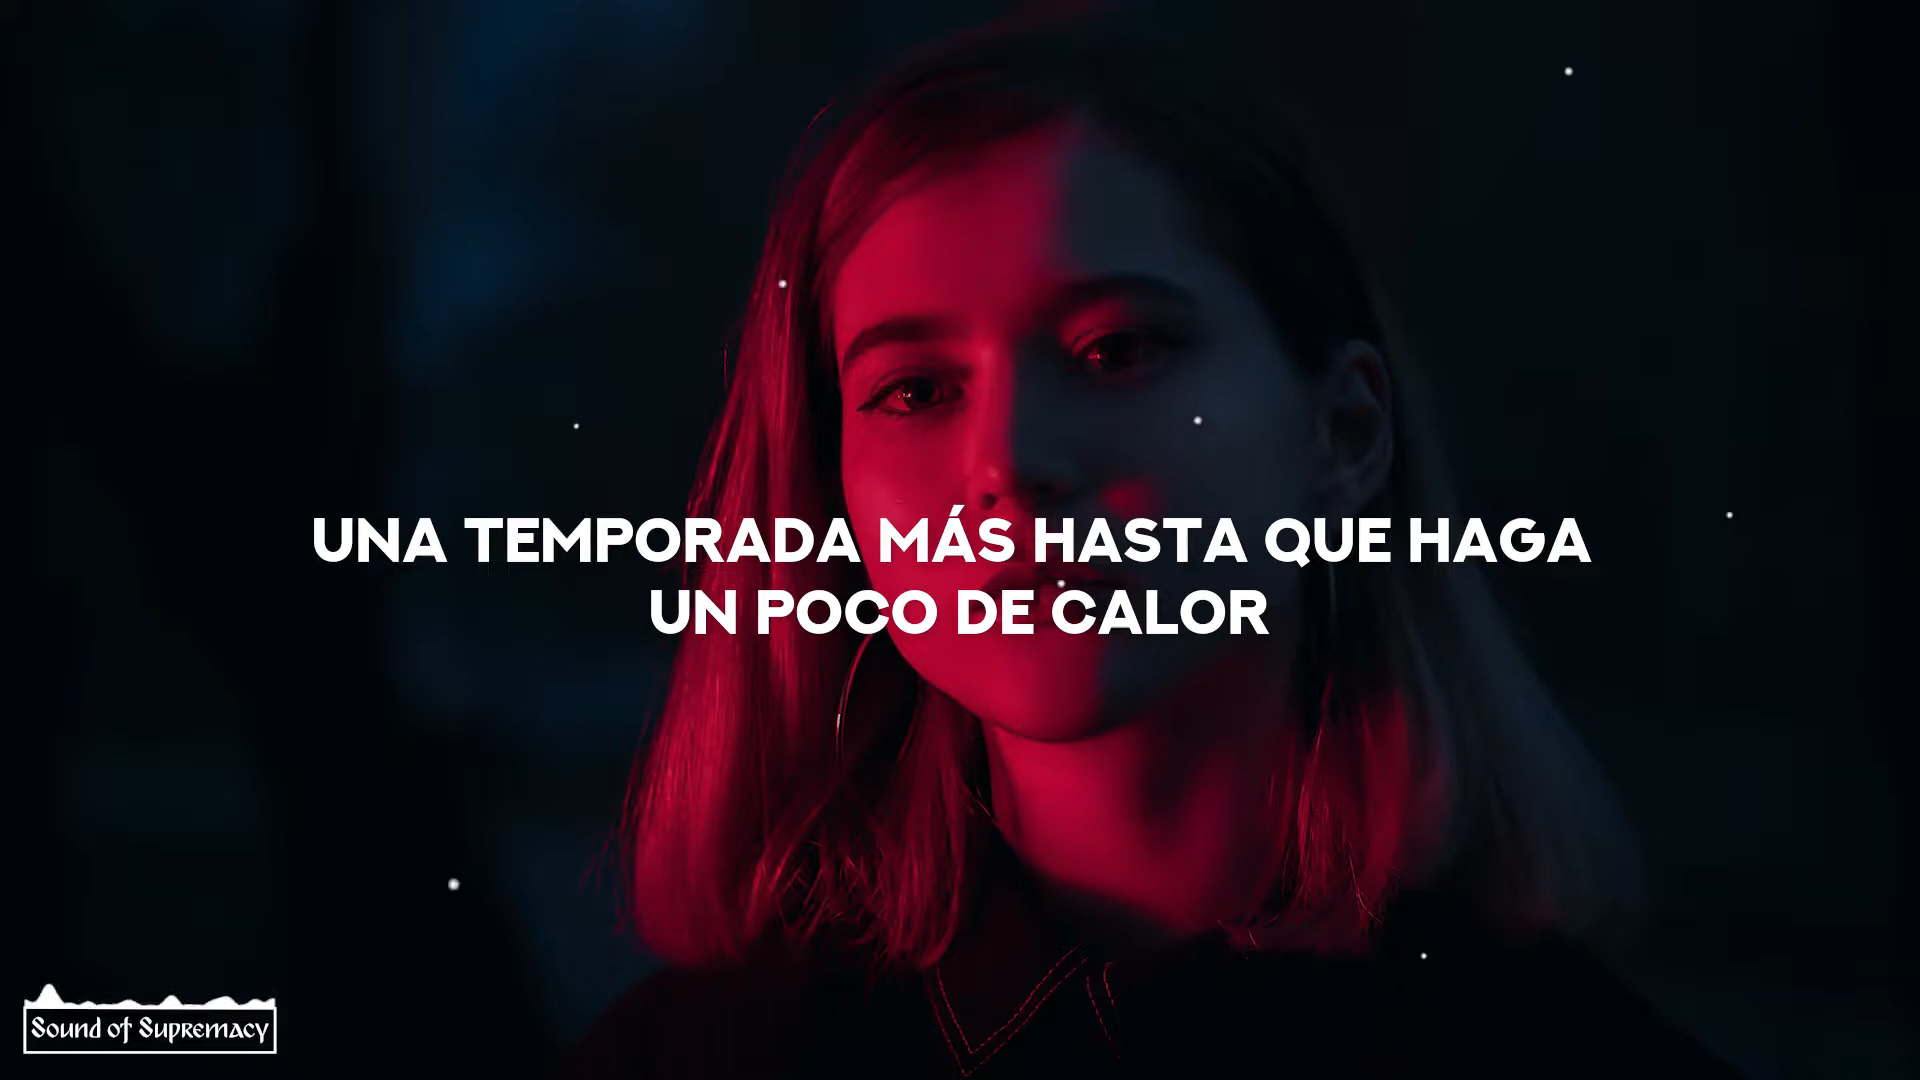 UNA TEMPORADA MÁS HASTA QUE HAGA
UN POCO DE CALOR
Sound of Supremacy